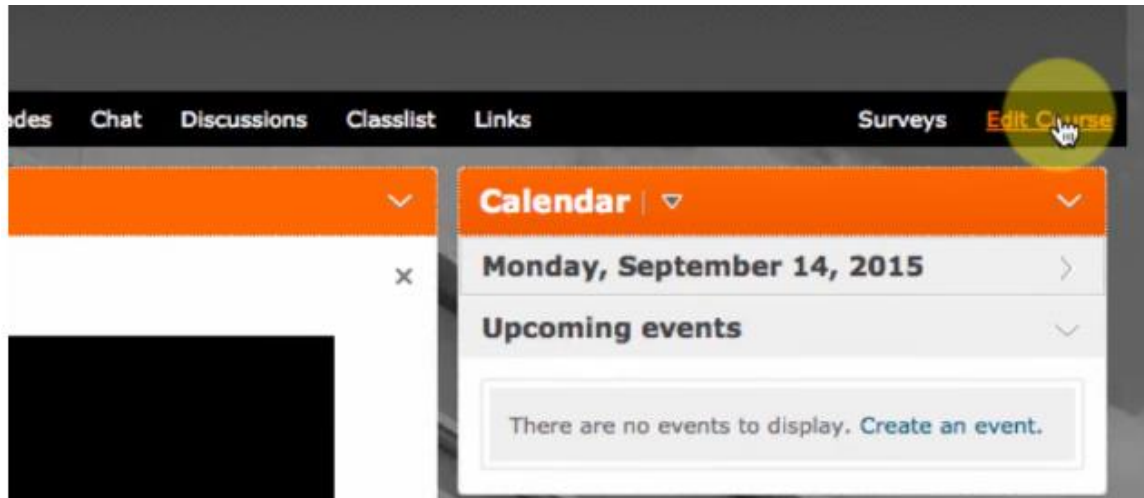 ades Chat Discussions Classlist Links Surveys Edit Course
Calendar
Monday, September 14, 2015
Upcoming events
There are no events to display. Create an event.